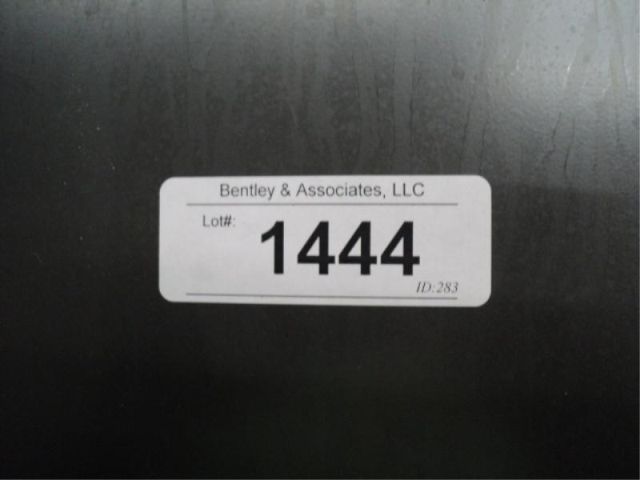 Bentley & Associates, LLC
Lot#:
1444
ID:283